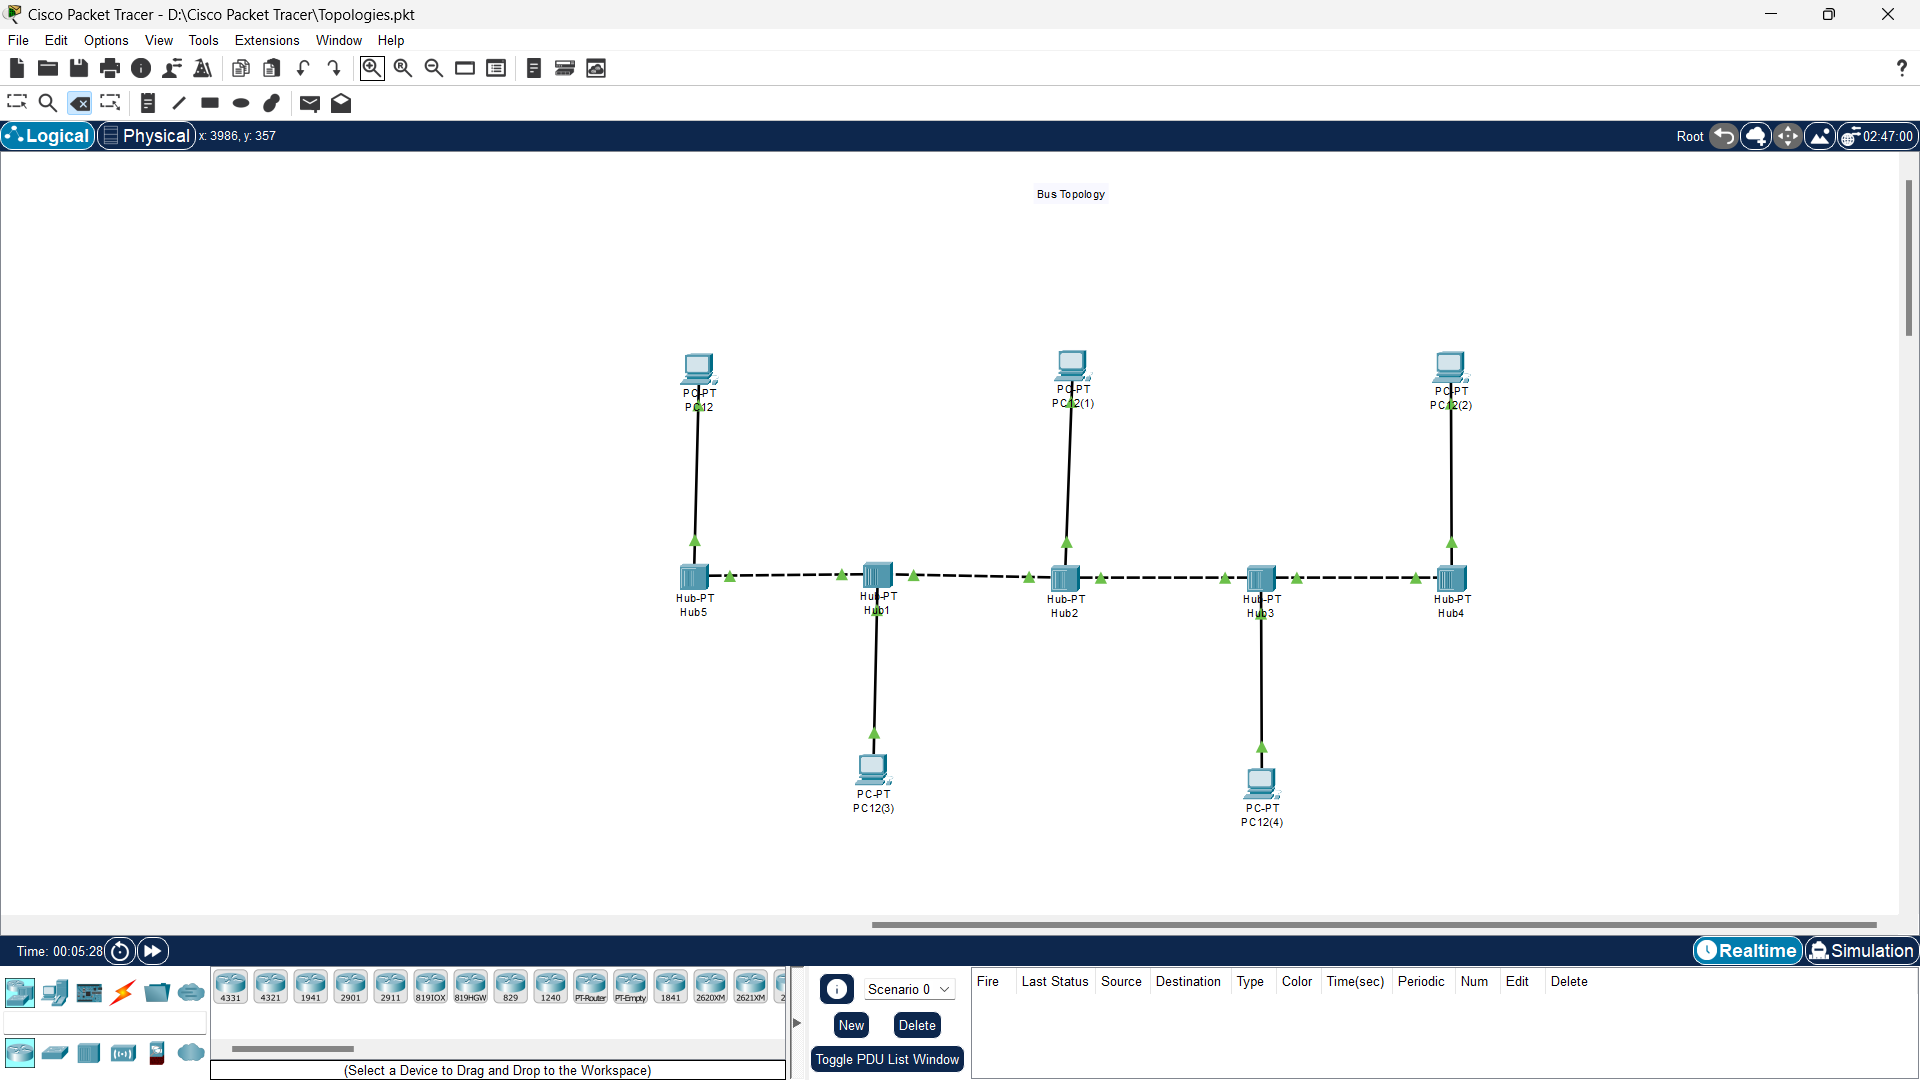 Cisco Packet Tracer - D:\Cisco Packet Tracer\Topologies.pkt
File Edit Options View Tools Extensions Window Help
?
Logical Physical x: 3986, y: 357 Root 02:47:00
Bus Topology
PC-PT
PC12
PC-PT
PC12(1)
PC-PT
PC12(2)
Hub-PT
Hub5
Hub-PT
Hub1
Hub-PT
Hub2
Hub-PT
Hub3
Hub-PT
Hub4
PC-PT
PC12(3)
PC-PT
PC12(4)
Time: 00:05:28 Realtime Simulation
4331 4321 1941 2901 2911 819IOX 819HGW 829 1240 PT-Router PT-Empty 1841 2620XM 2621XM 2
(Select a Device to Drag and Drop to the Workspace)
Scenario 0
New Delete
Toggle PDU List Window
Fire Last Status Source Destination Type Color Time(sec) Periodic Num Edit Delete